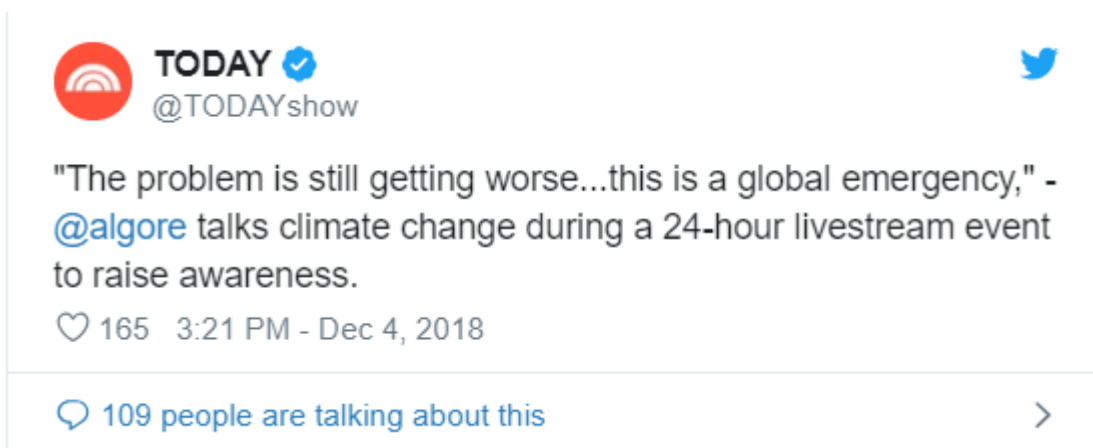 TODAY
@TODAYshow
"The problem is still getting worse...this is a global emergency," -
@algore talks climate change during a 24-hour livestream event
to raise awareness.
165 3:21 PM - Dec 4, 2018
109 people are talking about this